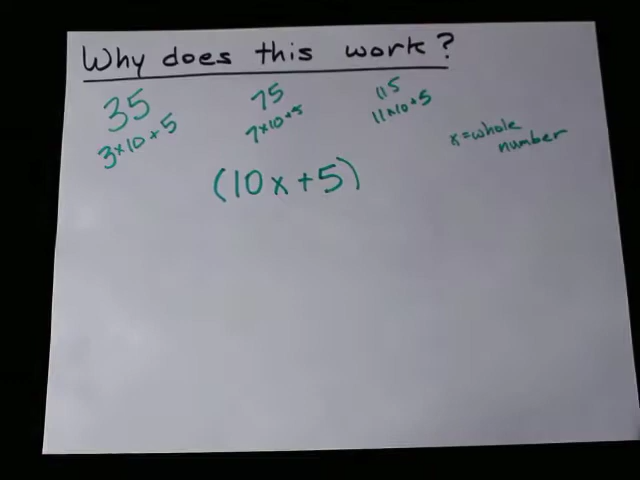 Why does this work?
35 75 115
3×10+5 7×10+5 11×10+5
x=whole
number
(10x+5)